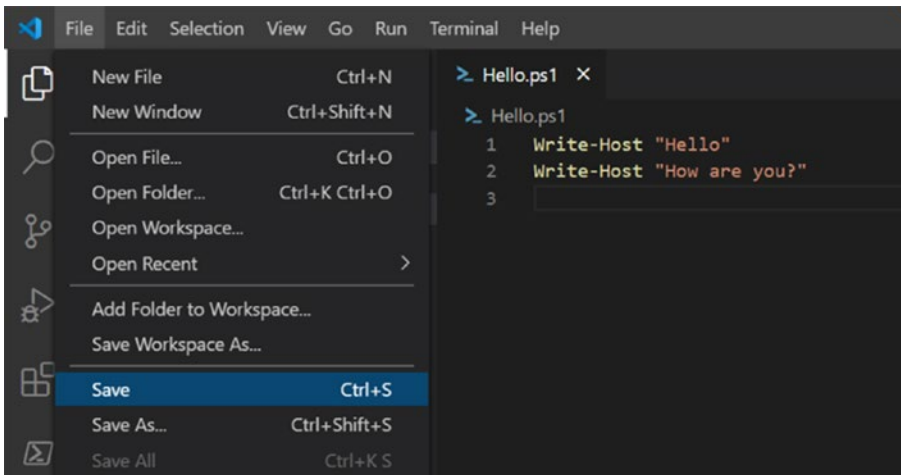 File Edit Selection View Go Run Terminal Help
New File Ctrl+N
New Window Ctrl+Shift+N
Open File... Ctrl+O
Open Folder... Ctrl+K Ctrl+O
Open Workspace...
Open Recent >
Add Folder to Workspace...
Save Workspace As...
Save Ctrl+S
Save As... Ctrl+Shift+S
Save All Ctrl+K S
Hello.ps1 ×
Hello.ps1
1 Write-Host "Hello"
2 Write-Host "How are you?"
3